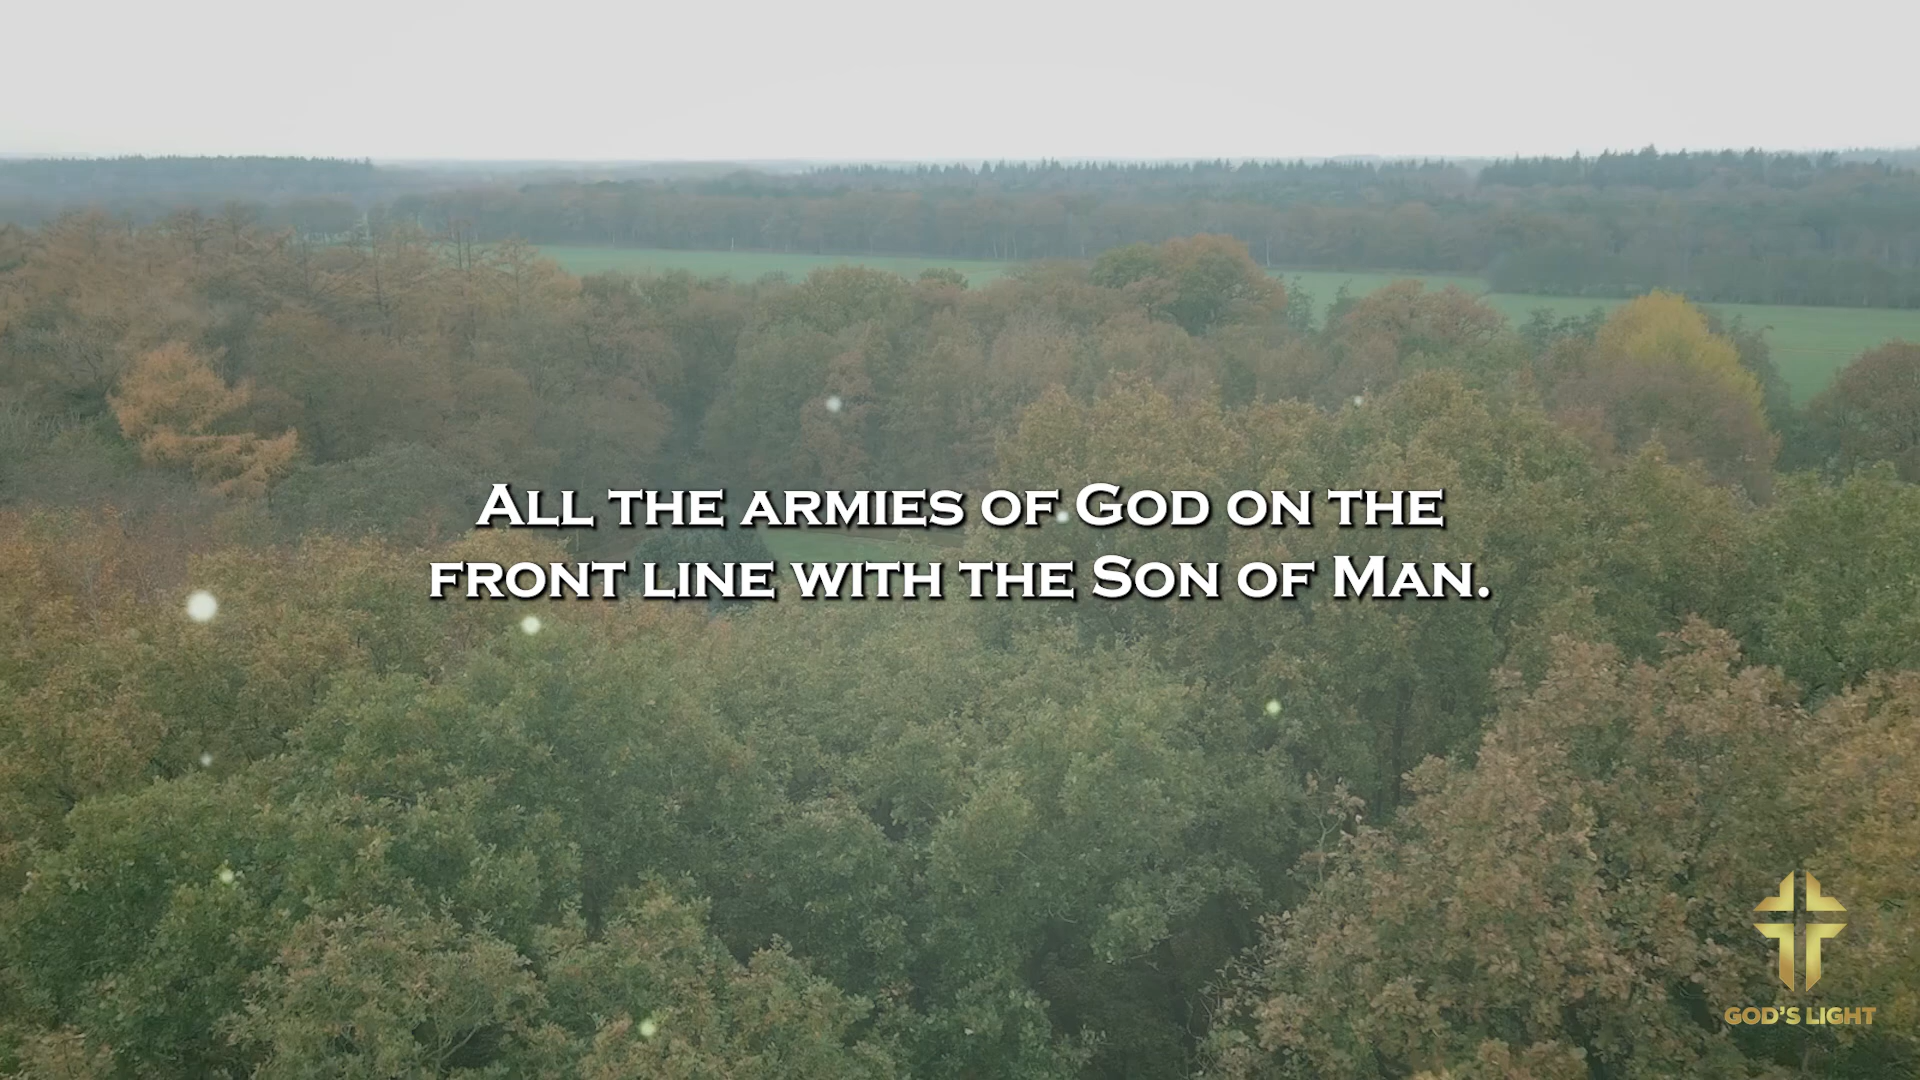 All the armies of God on the
front line with the Son of Man.
GOD'S LIGHT